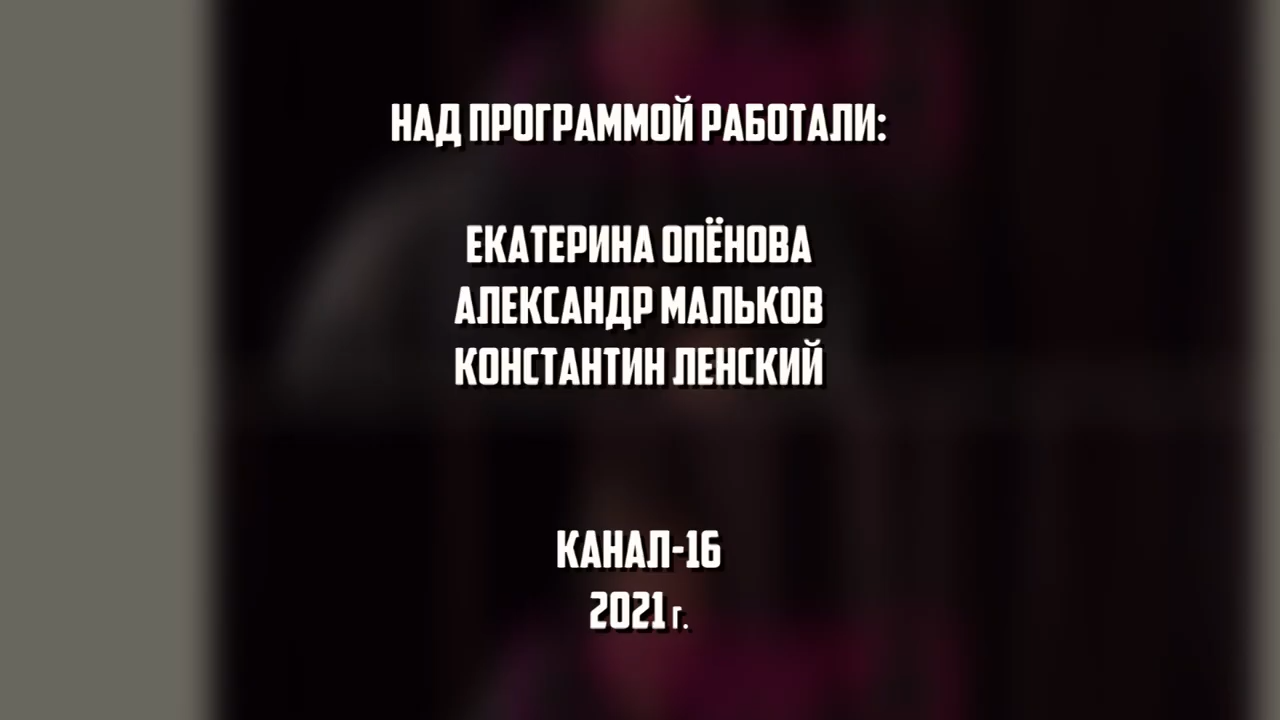 НАД ПРОГРАММОЙ РАБОТАЛИ:
ЕКАТЕРИНА ОПЁНОВА
АЛЕКСАНДР МАЛЬКОВ
КОНСТАНТИН ЛЕНСКИЙ
КАНАЛ-16
2021 г.